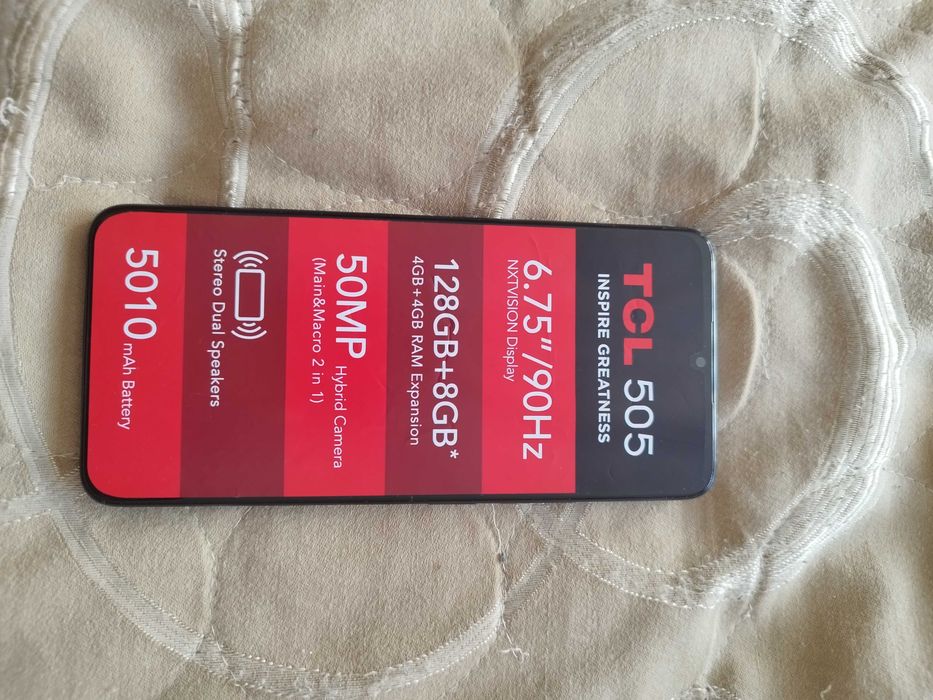 TCL 505
INSPIRE GREATNESS
6.75"/90Hz
NXTVISION Display
128GB+8GB*
4GB+4GB RAM Expansion
50MP Hybrid Camera
(Main&Macro 2 in 1)
Stereo Dual Speakers
5010 mAh Battery